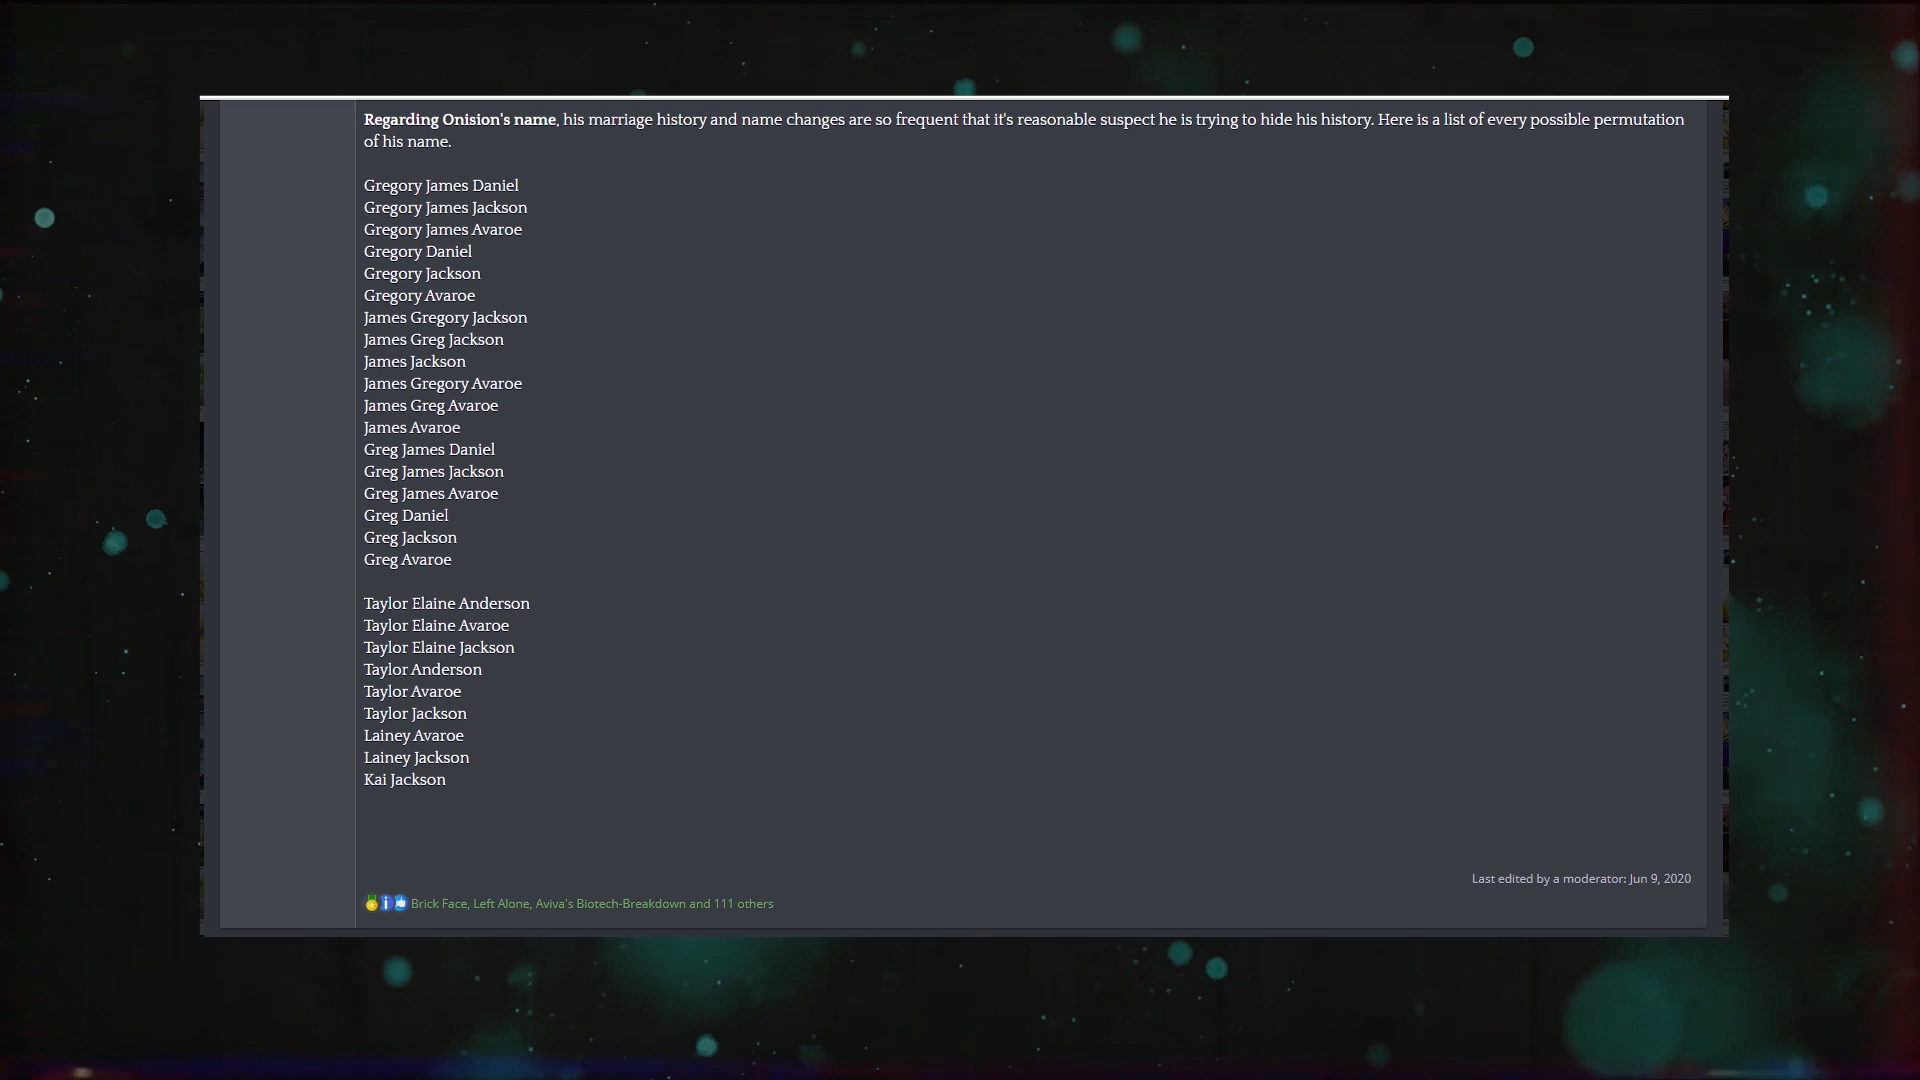 Regarding Onision's name, his marriage history and name changes are so frequent that it's reasonable suspect he is trying to hide his history. Here is a list of every possible permutation
of his name.
Gregory James Daniel
Gregory James Jackson
Gregory James Avaroe
Gregory Daniel
Gregory Jackson
Gregory Avaroe
James Gregory Jackson
James Greg Jackson
James Jackson
James Gregory Avaroe
James Greg Avaroe
James Avaroe
Greg James Daniel
Greg James Jackson
Greg James Avaroe
Greg Daniel
Greg Jackson
Greg Avaroe
Taylor Elaine Anderson
Taylor Elaine Avaroe
Taylor Elaine Jackson
Taylor Anderson
Taylor Avaroe
Taylor Jackson
Lainey Avaroe
Lainey Jackson
Kai Jackson
Last edited by a moderator: Jun 9, 2020
Brick Face, Left Alone, Aviva's Biotech-Breakdown and 111 others